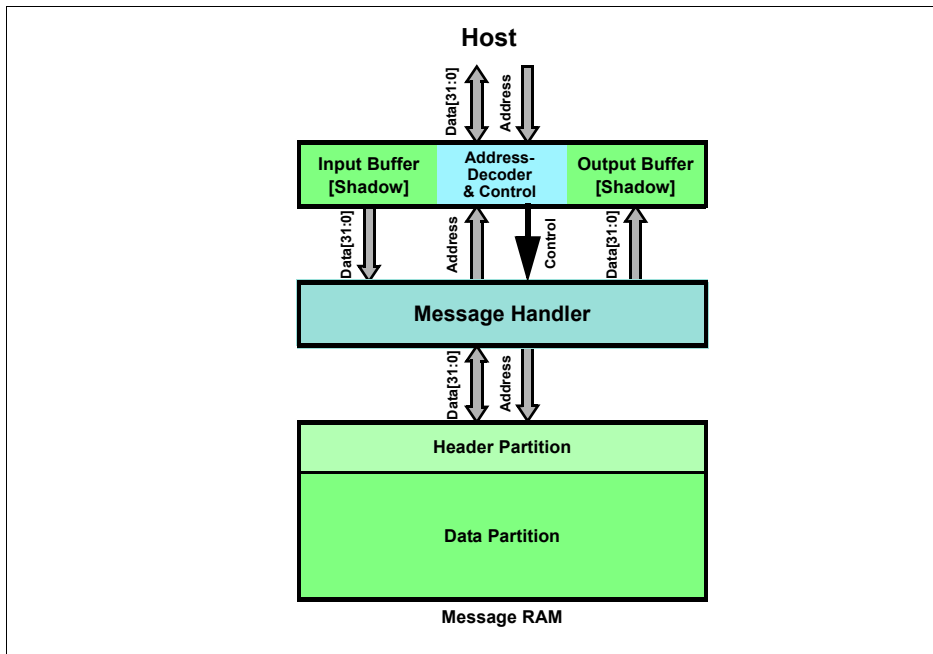 Host
Data[31:0]
Address
Input Buffer
[Shadow]
Address-
Decoder
& Control
Output Buffer
[Shadow]
Data[31:0]
Address
Control
Data[31:0]
Message Handler
Data[31:0]
Address
Header Partition
Data Partition
Message RAM